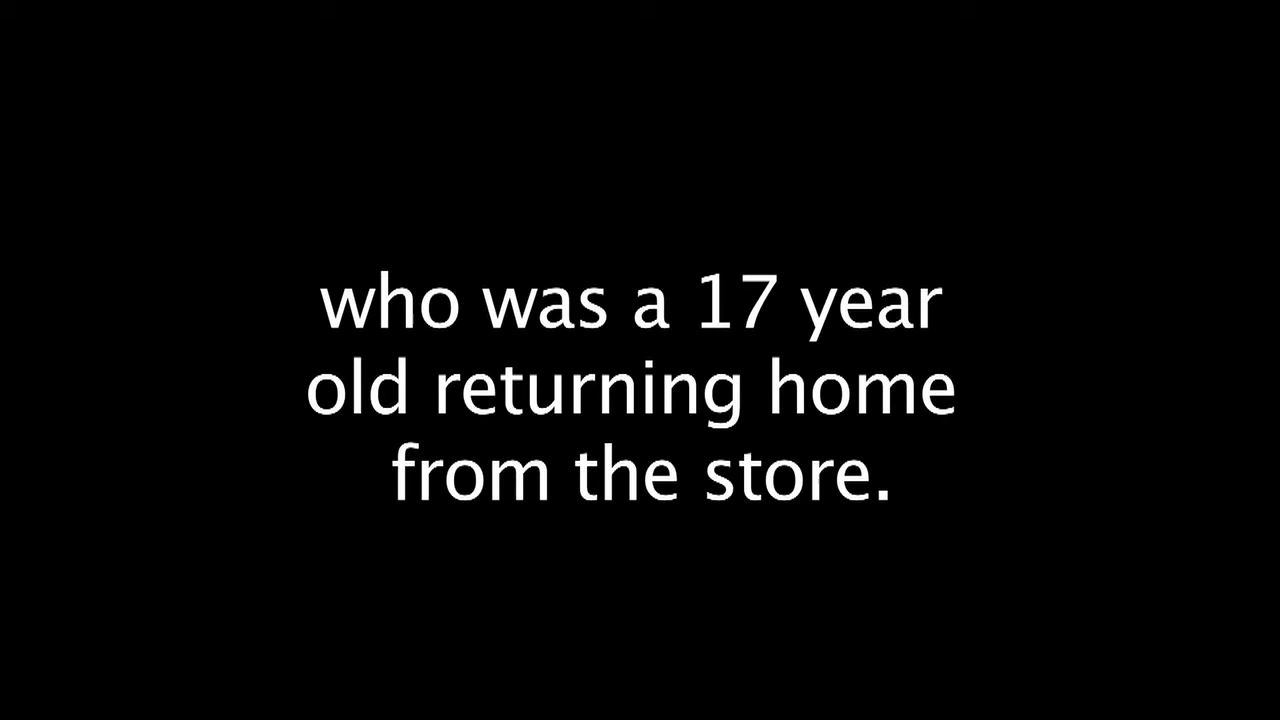 who was a 17 year
old returning home
from the store.